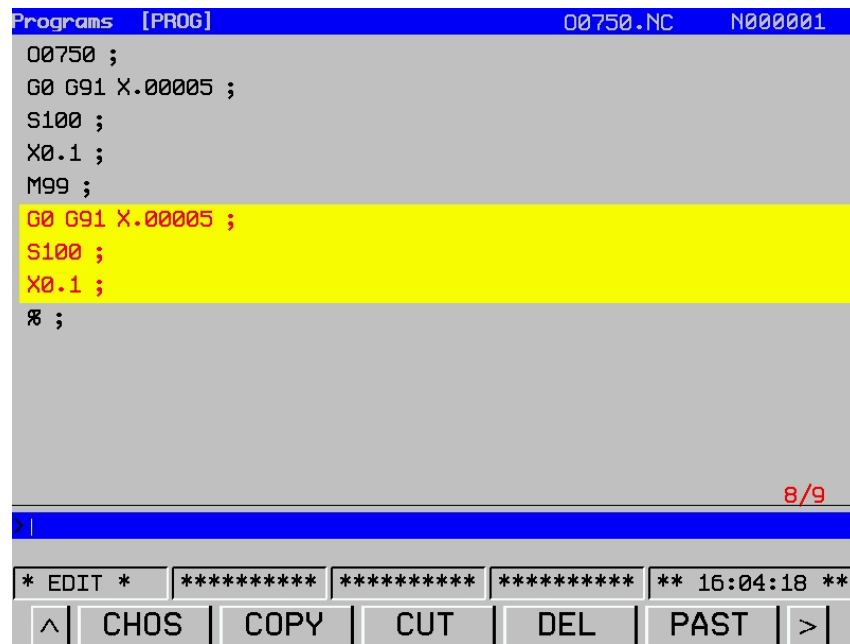 Programs [PROG] O0750.NC N000001
O0750 ;
G0 G91 X.00005 ;
S100 ;
X0.1 ;
M99 ;
G0 G91 X.00005 ;
S100 ;
X0.1 ;
% ;
8/9
>
* EDIT * ********** ********** ********** ** 16:04:18 **
^ CHOS COPY CUT DEL PAST >